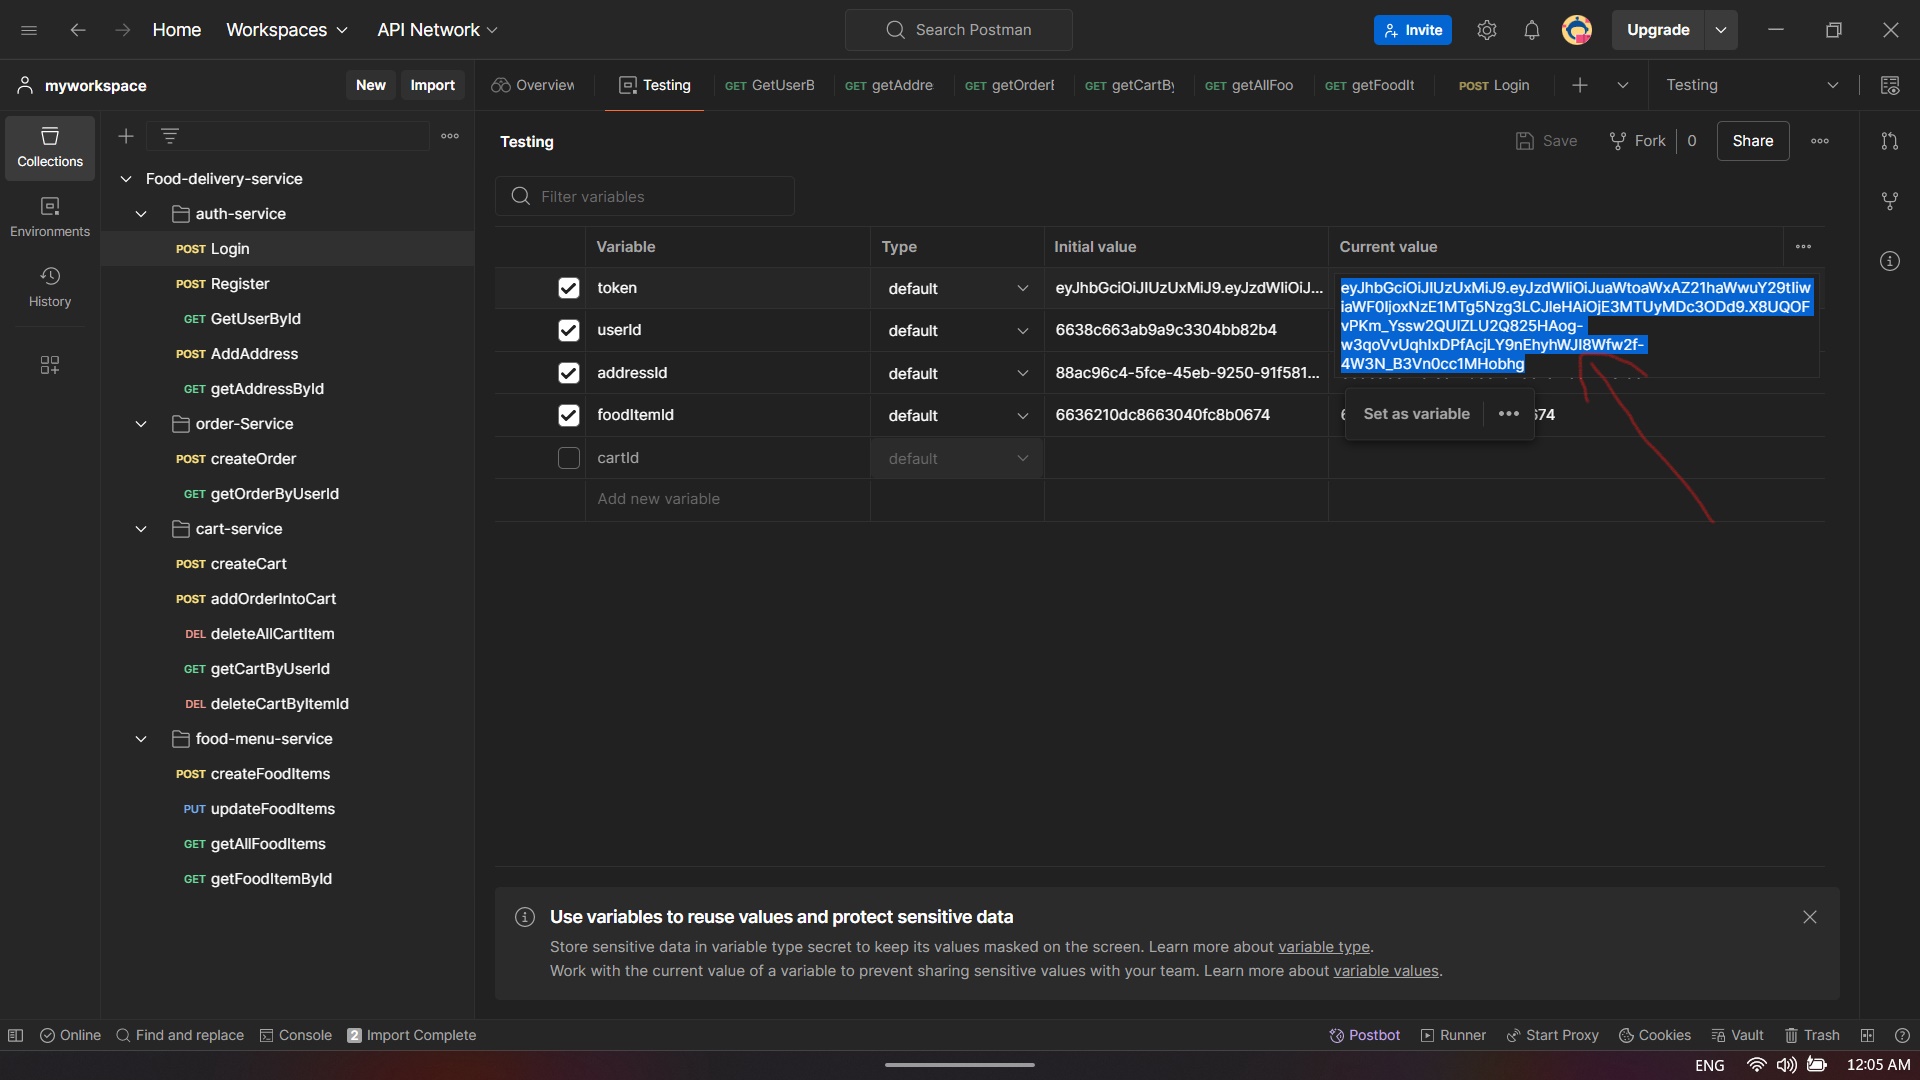 Home
Workspaces
API Network
Search Postman
Invite
Upgrade
myworkspace
New
Import
Overview
Testing
GET GetUserB
GET getAddre
GET getOrder
GET getCartBy
GET getAllFoo
GET getFoodIt
POST Login
Testing
Collections
Environments
History
Food-delivery-service
auth-service
POST Login
POST Register
GET GetUserById
POST AddAddress
GET getAddressById
order-Service
POST createOrder
GET getOrderByUserId
cart-service
POST createCart
POST addOrderIntoCart
DEL deleteAllCartItem
GET getCartByUserId
DEL deleteCartByItemId
food-menu-service
POST createFoodItems
PUT updateFoodItems
GET getAllFoodItems
GET getFoodItemById
Testing
Save
Fork
0
Share
Filter variables
Variable
Type
Initial value
Current value
token
default
eyJhbGciOiJIUzUxMiJ9.eyJzdWIiOiJ...
eyJhbGciOiJIUzUxMiJ9.eyJzdWIiOiJuaWtoaWxAZ21haWwuY29tIiw
iaWF0IjoxNzE1MTg5Nzg3LCJleHAiOjE3MTUyMDc3ODd9.X8UQOF
vPKm_Yssw2QUIZLU2Q825HAog-
w3qoVvUqhIxDPfAcjLY9nEhyhWJI8Wfw2f-
4W3N_B3Vn0cc1MHobhg
userId
default
6638c663ab9a9c3304bb82b4
addressId
default
88ac96c4-5fce-45eb-9250-91f581...
foodItemId
default
6636210dc8663040fc8b0674
Set as variable
674
cartId
default
Add new variable
Use variables to reuse values and protect sensitive data
Store sensitive data in variable type secret to keep its values masked on the screen. Learn more about variable type.
Work with the current value of a variable to prevent sharing sensitive values with your team. Learn more about variable values.
Online
Find and replace
Console
2 Import Complete
Postbot
Runner
Start Proxy
Cookies
Vault
Trash
ENG
12:05 AM